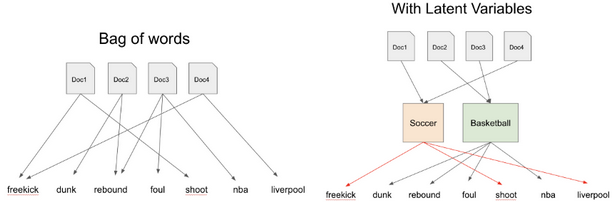 Bag of words
Doc1 Doc2 Doc3 Doc4
freekick dunk rebound foul shoot nba liverpool
With Latent Variables
Doc1 Doc2 Doc3 Doc4
Soccer Basketball
freekick dunk rebound foul shoot nba liverpool